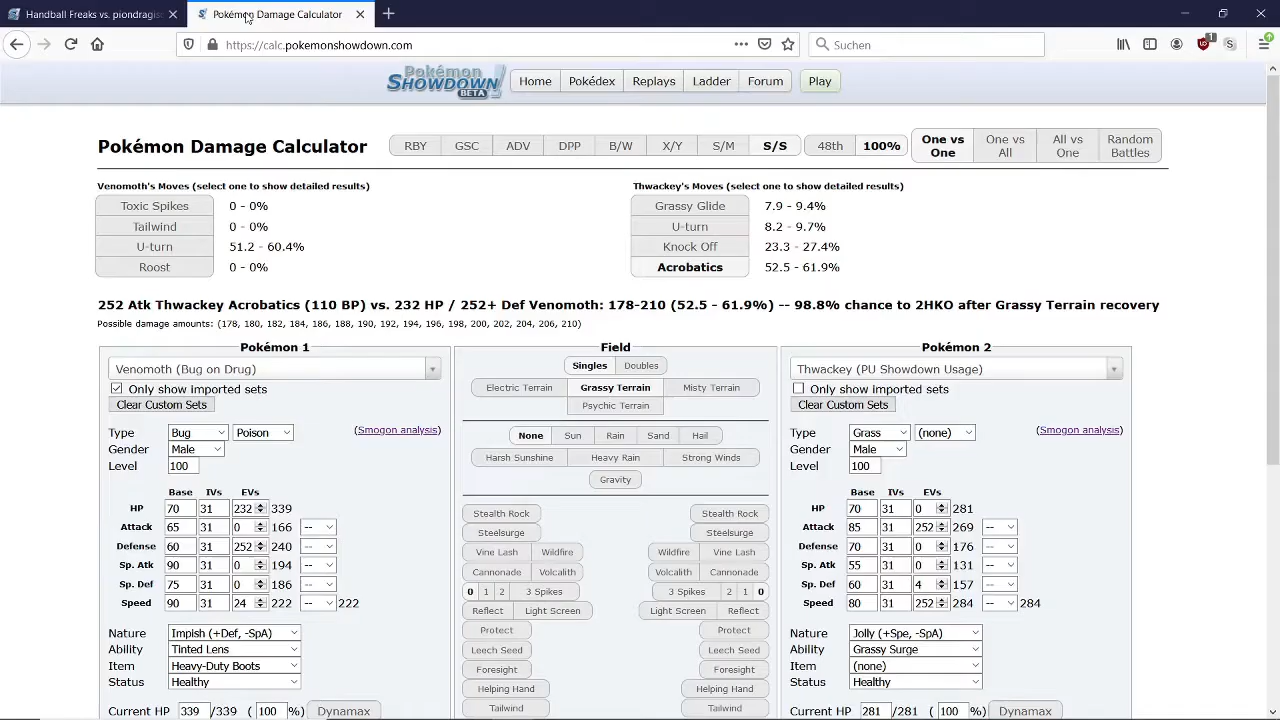 Handball Freaks vs. piondragis
Pokémon Damage Calculator
https://calc.pokemonshowdown.com
Suchen
1
S
Pokémon
SHOWDOWN!
BETA
Home
Pokédex
Replays
Ladder
Forum
Play
Pokémon Damage Calculator
RBY GSC ADV DPP B/W X/Y S/M S/S
48th 100%
One vs One
One vs All
All vs One
Random Battles
Venomoth's Moves (select one to show detailed results)
Toxic Spikes 0 - 0%
Tailwind 0 - 0%
U-turn 51.2 - 60.4%
Roost 0 - 0%
Thwackey's Moves (select one to show detailed results)
Grassy Glide 7.9 - 9.4%
U-turn 8.2 - 9.7%
Knock Off 23.3 - 27.4%
Acrobatics 52.5 - 61.9%
252 Atk Thwackey Acrobatics (110 BP) vs. 232 HP / 252+ Def Venomoth: 178-210 (52.5 - 61.9%) -- 98.8% chance to 2HKO after Grassy Terrain recovery
Possible damage amounts: (178, 180, 182, 184, 186, 188, 190, 192, 194, 196, 198, 200, 202, 204, 206, 210)
Pokémon 1
Venomoth (Bug on Drug)
Only show imported sets
Clear Custom Sets
Type Bug Poison (Smogon analysis)
Gender Male
Level 100
Base IVs EVs
HP 70 31 232 339
Attack 65 31 0 166 --
Defense 60 31 252 240 --
Sp. Atk 90 31 0 194 --
Sp. Def 75 31 0 186 --
Speed 90 31 24 222 -- 222
Nature Impish (+Def, -SpA)
Ability Tinted Lens
Item Heavy-Duty Boots
Status Healthy
Current HP 339 /339 ( 100 %) Dynamax
Field
Singles Doubles
Electric Terrain Grassy Terrain Misty Terrain
Psychic Terrain
None Sun Rain Sand Hail
Harsh Sunshine Heavy Rain Strong Winds
Gravity
Stealth Rock Stealth Rock
Steelsurge Steelsurge
Vine Lash Wildfire Wildfire Vine Lash
Cannonade Volcalith Volcalith Cannonade
0 1 2 3 Spikes 3 Spikes 2 1 0
Reflect Light Screen Light Screen Reflect
Protect Protect
Leech Seed Leech Seed
Foresight Foresight
Helping Hand Helping Hand
Tailwind Tailwind
Pokémon 2
Thwackey (PU Showdown Usage)
Only show imported sets
Clear Custom Sets
Type Grass (none) (Smogon analysis)
Gender Male
Level 100
Base IVs EVs
HP 70 31 0 281
Attack 85 31 252 269 --
Defense 70 31 0 176 --
Sp. Atk 55 31 0 131 --
Sp. Def 60 31 4 157 --
Speed 80 31 252 284 -- 284
Nature Jolly (+Spe, -SpA)
Ability Grassy Surge
Item (none)
Status Healthy
Current HP 281 /281 ( 100 %) Dynamax